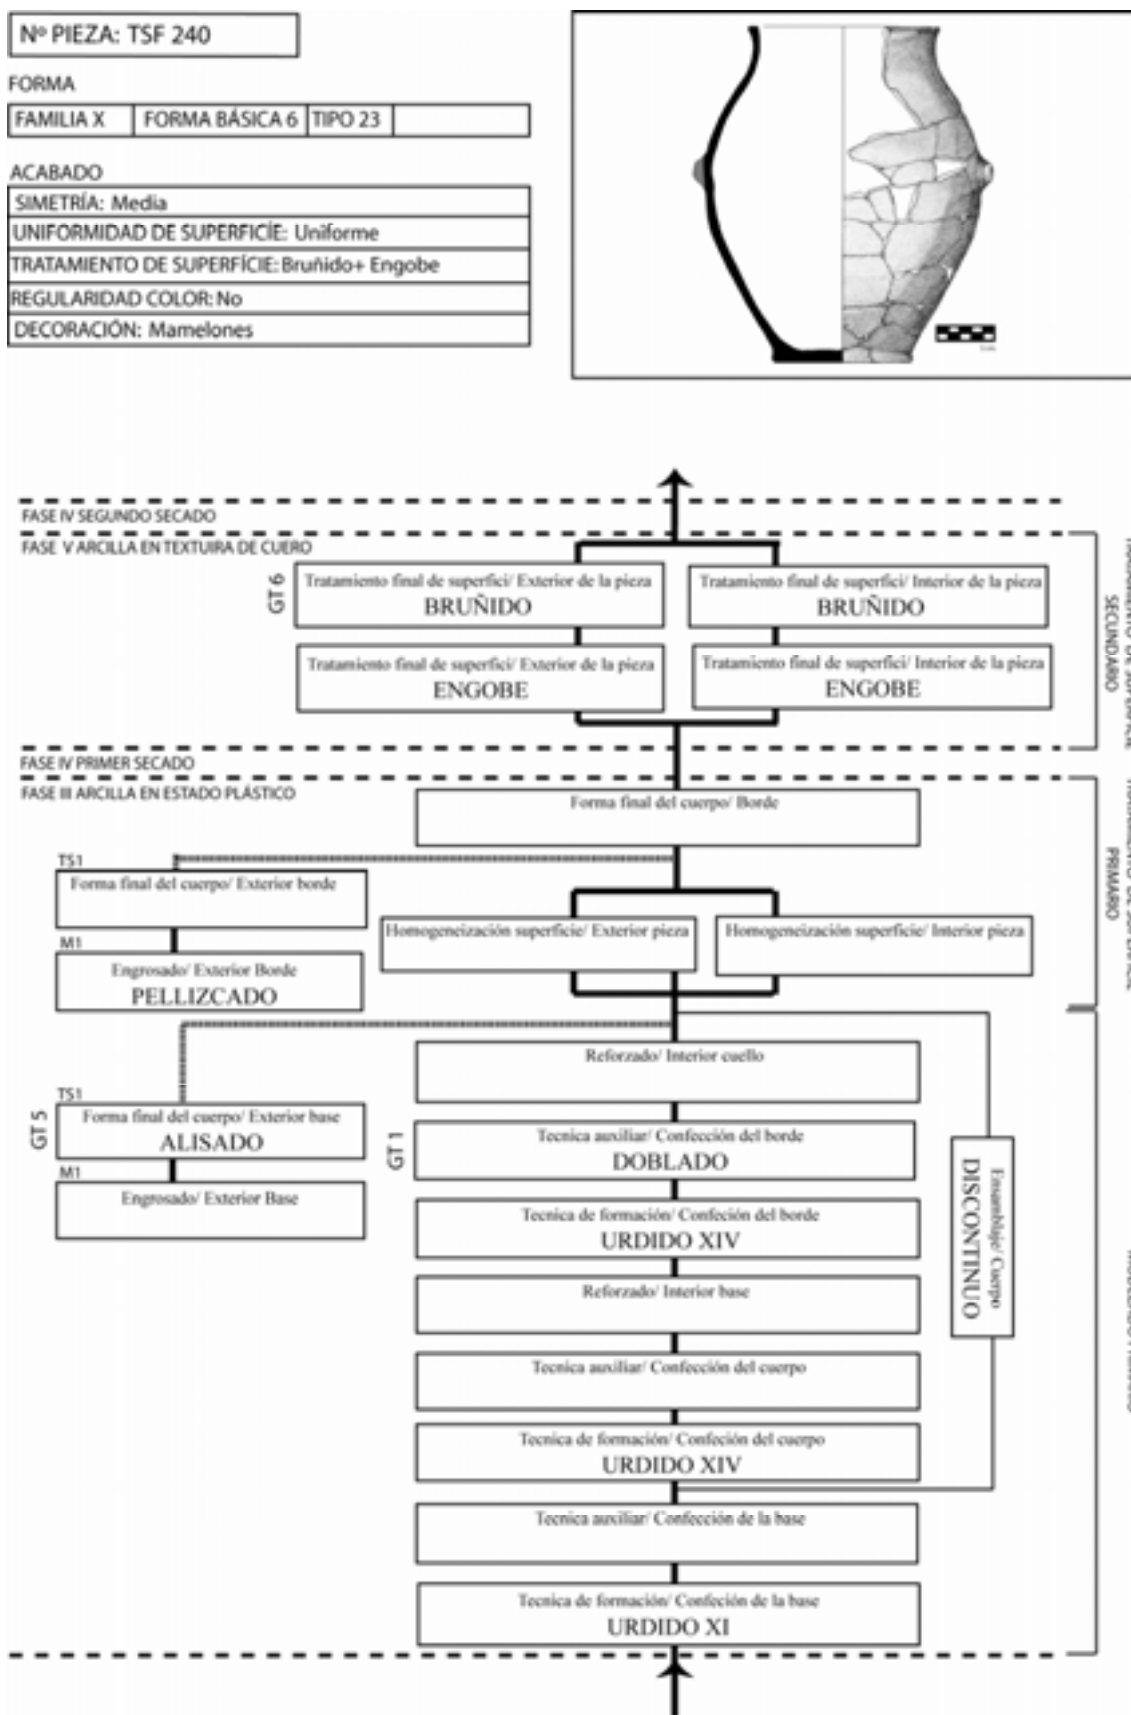 Nº PIEZA: TSF 240
FORMA
FAMILIA X FORMA BÁSICA 6 TIPO 23
ACABADO
SIMETRÍA: Media
UNIFORMIDAD DE SUPERFICÍE: Uniforme
TRATAMIENTO DE SUPERFÍCIE: Bruñido+ Engobe
REGULARIDAD COLOR: No
DECORACIÓN: Mamelones
FASE IV SEGUNDO SECADO
FASE V ARCILLA EN TEXTUIRA DE CUERO
GT 6
Tratamiento final de superfici/ Exterior de la pieza
BRUÑIDO
Tratamiento final de superfici/ Interior de la pieza
BRUÑIDO
Tratamiento final de superfici/ Exterior de la pieza
ENGOBE
Tratamiento final de superfici/ Interior de la pieza
ENGOBE
SECUNDARIO
FASE IV PRIMER SECADO
FASE III ARCILLA EN ESTADO PLÁSTICO
Forma final del cuerpo/ Borde
TS1
Forma final del cuerpo/ Exterior borde
M1
Engrosado/ Exterior Borde
PELLIZCADO
Homogeneización superficie/ Exterior pieza
Homogeneización superficie/ Interior pieza
PRIMARIO
Reforzado/ Interior cuello
GT 5
TS1
Forma final del cuerpo/ Exterior base
ALISADO
M1
Engrosado/ Exterior Base
GT 1
Tecnica auxiliar/ Confección del borde
DOBLADO
Tecnica de formación/ Confeción del borde
URDIDO XIV
Reforzado/ Interior base
Tecnica auxiliar/ Confección del cuerpo
Tecnica de formación/ Confeción del cuerpo
URDIDO XIV
Ensamblaje/ Cuerpo
DISCONTINUO
Tecnica auxiliar/ Confección de la base
Tecnica de formación/ Confeción de la base
URDIDO XI